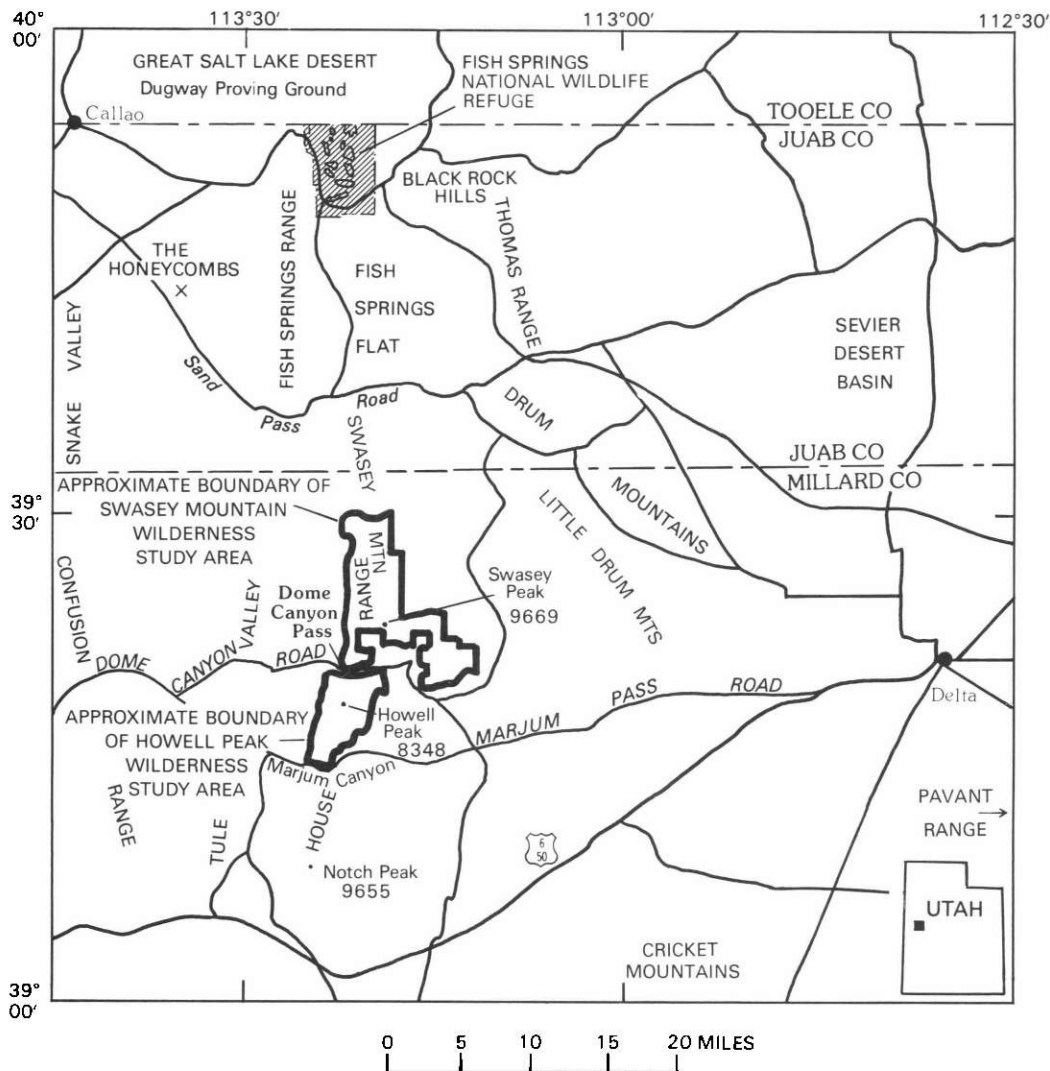 40°
00'
113°30'
113°00'
112°30'
GREAT SALT LAKE DESERT
Dugway Proving Ground
FISH SPRINGS
NATIONAL WILDLIFE
REFUGE
Callao
TOOELE CO
JUAB CO
BLACK ROCK
HILLS
THE
HONEYCOMBS
FISH SPRINGS RANGE
THOMAS RANGE
FISH
SPRINGS
FLAT
SNAKE VALLEY
SEVIER
DESERT
BASIN
Sand Pass Road
DRUM MOUNTAINS
JUAB CO
MILLARD CO
39°
30'
APPROXIMATE BOUNDARY OF
SWASEY MOUNTAIN
WILDERNESS
STUDY AREA
SWASEY MTN
LITTLE DRUM MTS
Swasey
Peak
9669
Dome
Canyon
Pass
DOME CANYON ROAD
CONFUSION RANGE
TULE VALLEY
HOUSE RANGE
Delta
MARJUM PASS ROAD
APPROXIMATE BOUNDARY
OF HOWELL PEAK
WILDERNESS
STUDY AREA
Howell
Peak
8348
Marjum Canyon
PAVANT
RANGE
6
50
Notch Peak
9655
UTAH
CRICKET
MOUNTAINS
39°
00'
0 5 10 15 20 MILES